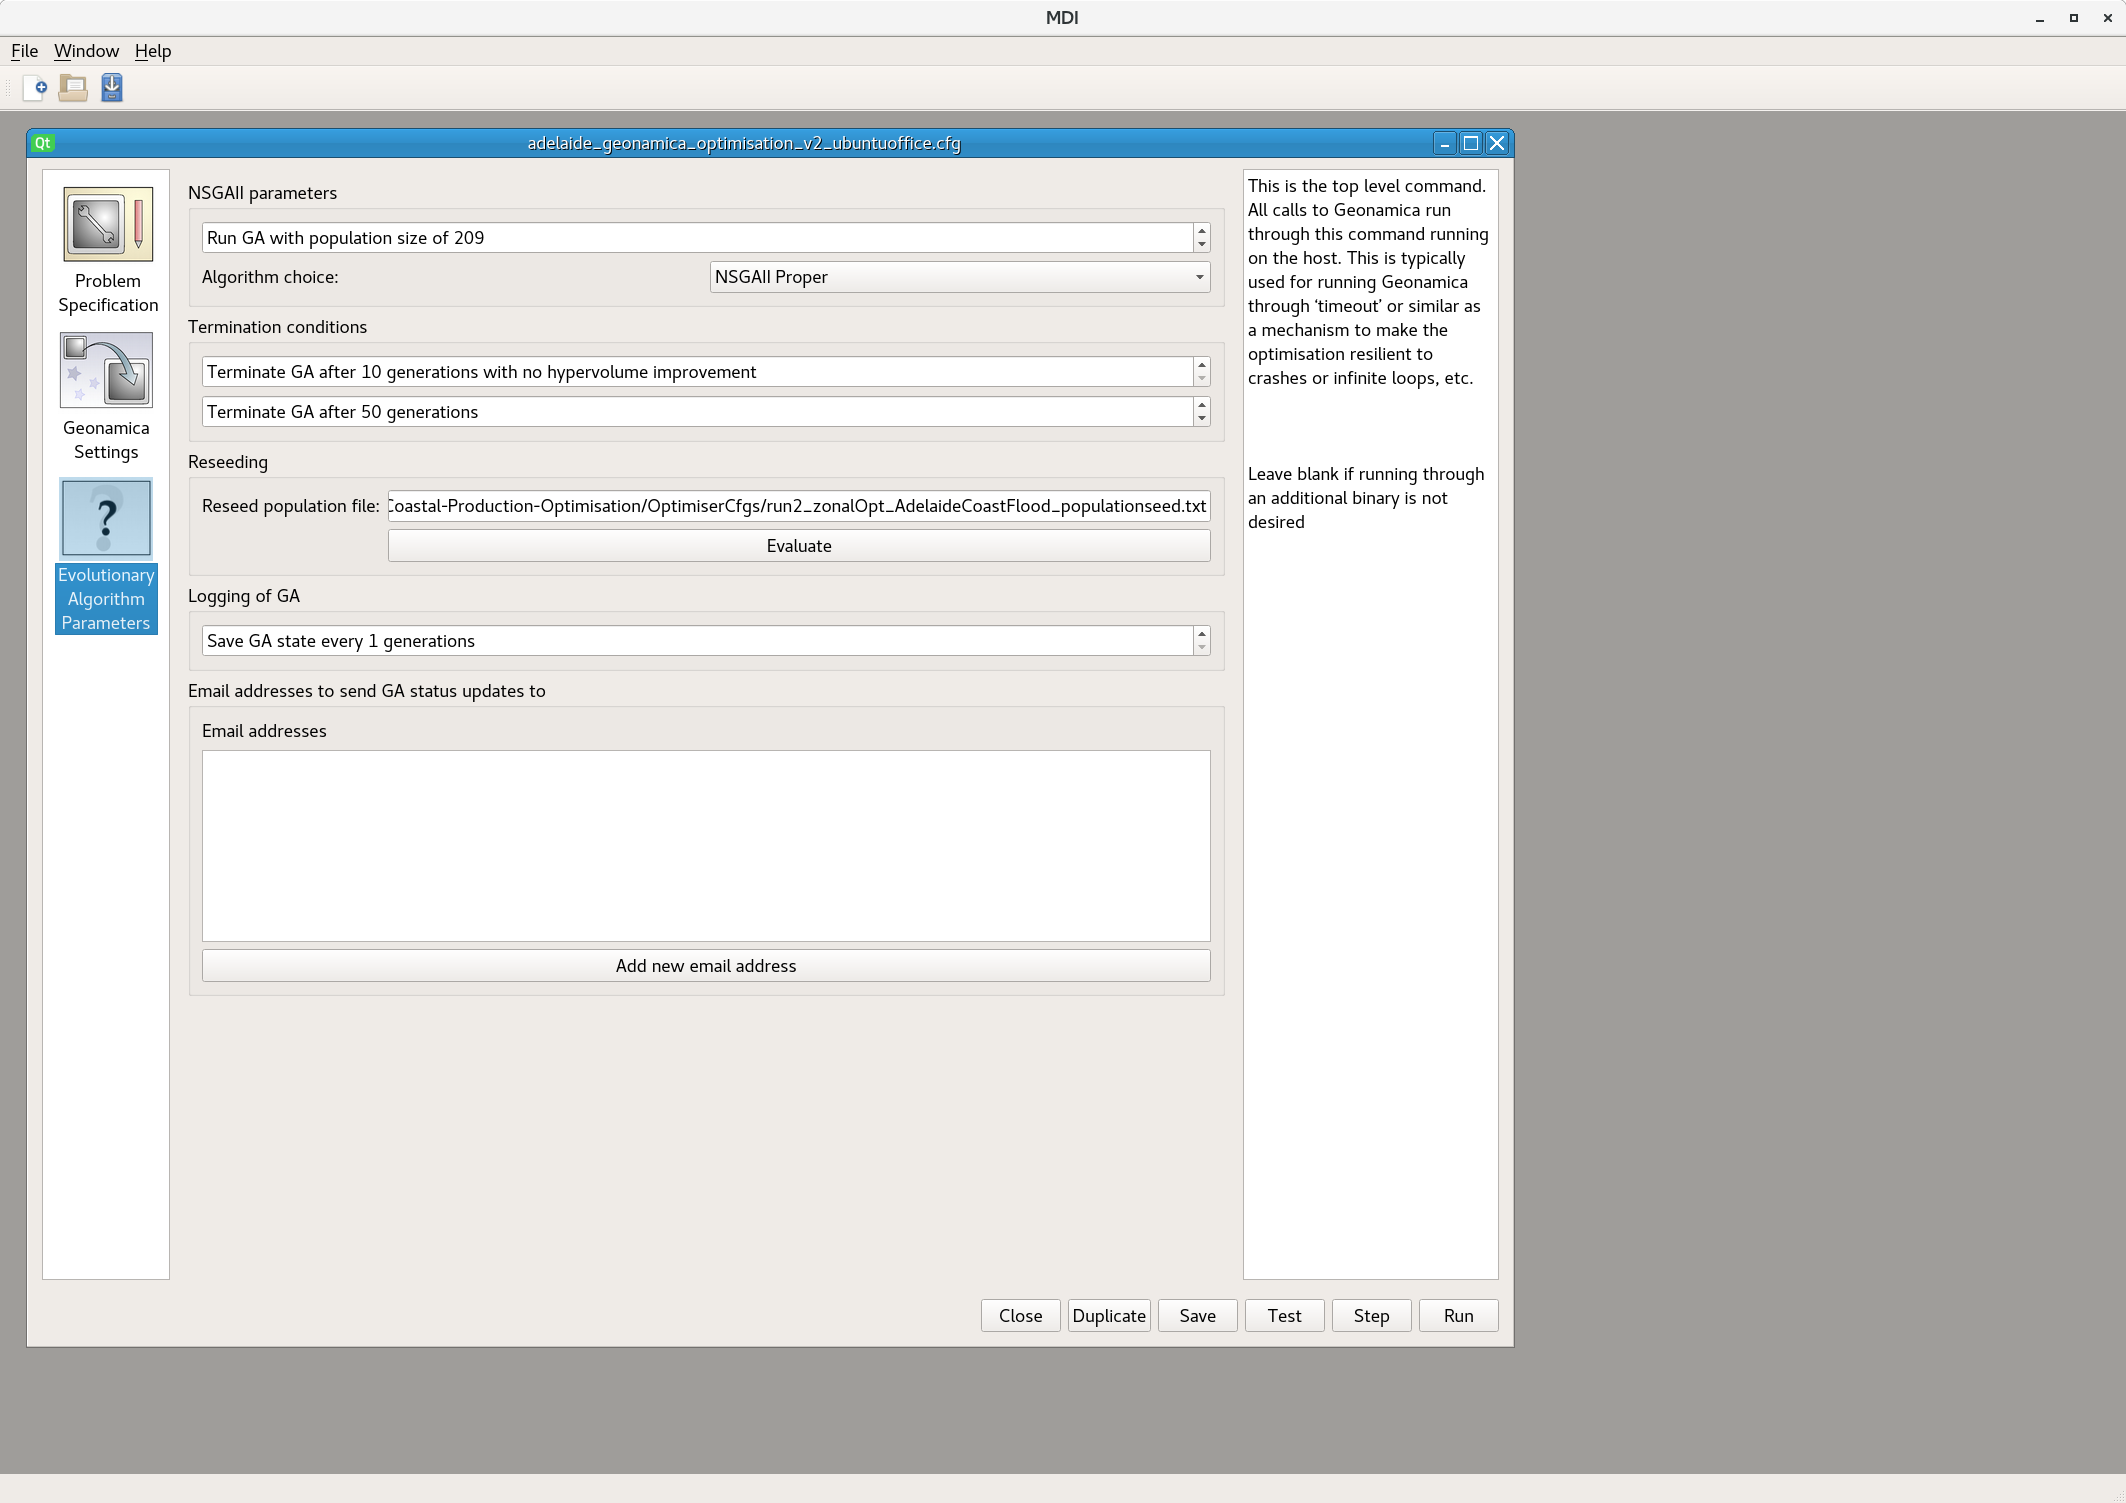 MDI
File Window Help
Qt
adelaide_geonamica_optimisation_v2_ubuntuoffice.cfg
Problem
Specification
Geonamica
Settings
?
Evolutionary
Algorithm
Parameters
NSGAII parameters
Run GA with population size of 209
Algorithm choice:
NSGAII Proper
Termination conditions
Terminate GA after 10 generations with no hypervolume improvement
Terminate GA after 50 generations
Reseeding
Reseed population file:
Coastal-Production-Optimisation/OptimiserCfgs/run2_zonalOpt_AdelaideCoastFlood_populationseed.txt
Evaluate
Logging of GA
Save GA state every 1 generations
Email addresses to send GA status updates to
Email addresses
Add new email address
This is the top level command.
All calls to Geonamica run
through this command running
on the host. This is typically
used for running Geonamica
through ‘timeout’ or similar as
a mechanism to make the
optimisation resilient to
crashes or infinite loops, etc.
Leave blank if running through
an additional binary is not
desired
Close Duplicate Save Test Step Run